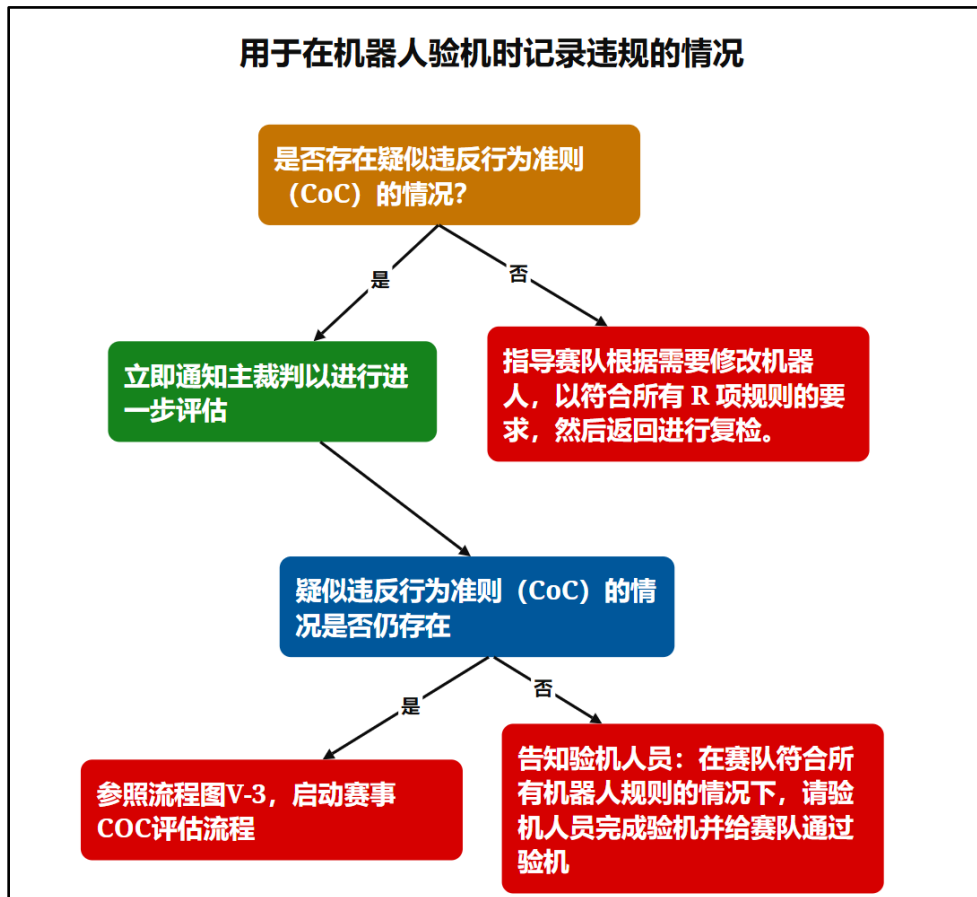 用于在机器人验机时记录违规的情况
是否存在疑似违反行为准则
（CoC）的情况？
是
否
立即通知主裁判以进行进
一步评估
指导赛队根据需要修改机器
人，以符合所有 R 项规则的要
求，然后返回进行复检。
疑似违反行为准则（CoC）的情
况是否仍存在
是
否
参照流程图V-3，启动赛事
COC评估流程
告知验机人员：在赛队符合所
有机器人规则的情况下，请验
机人员完成验机并给赛队通过
验机